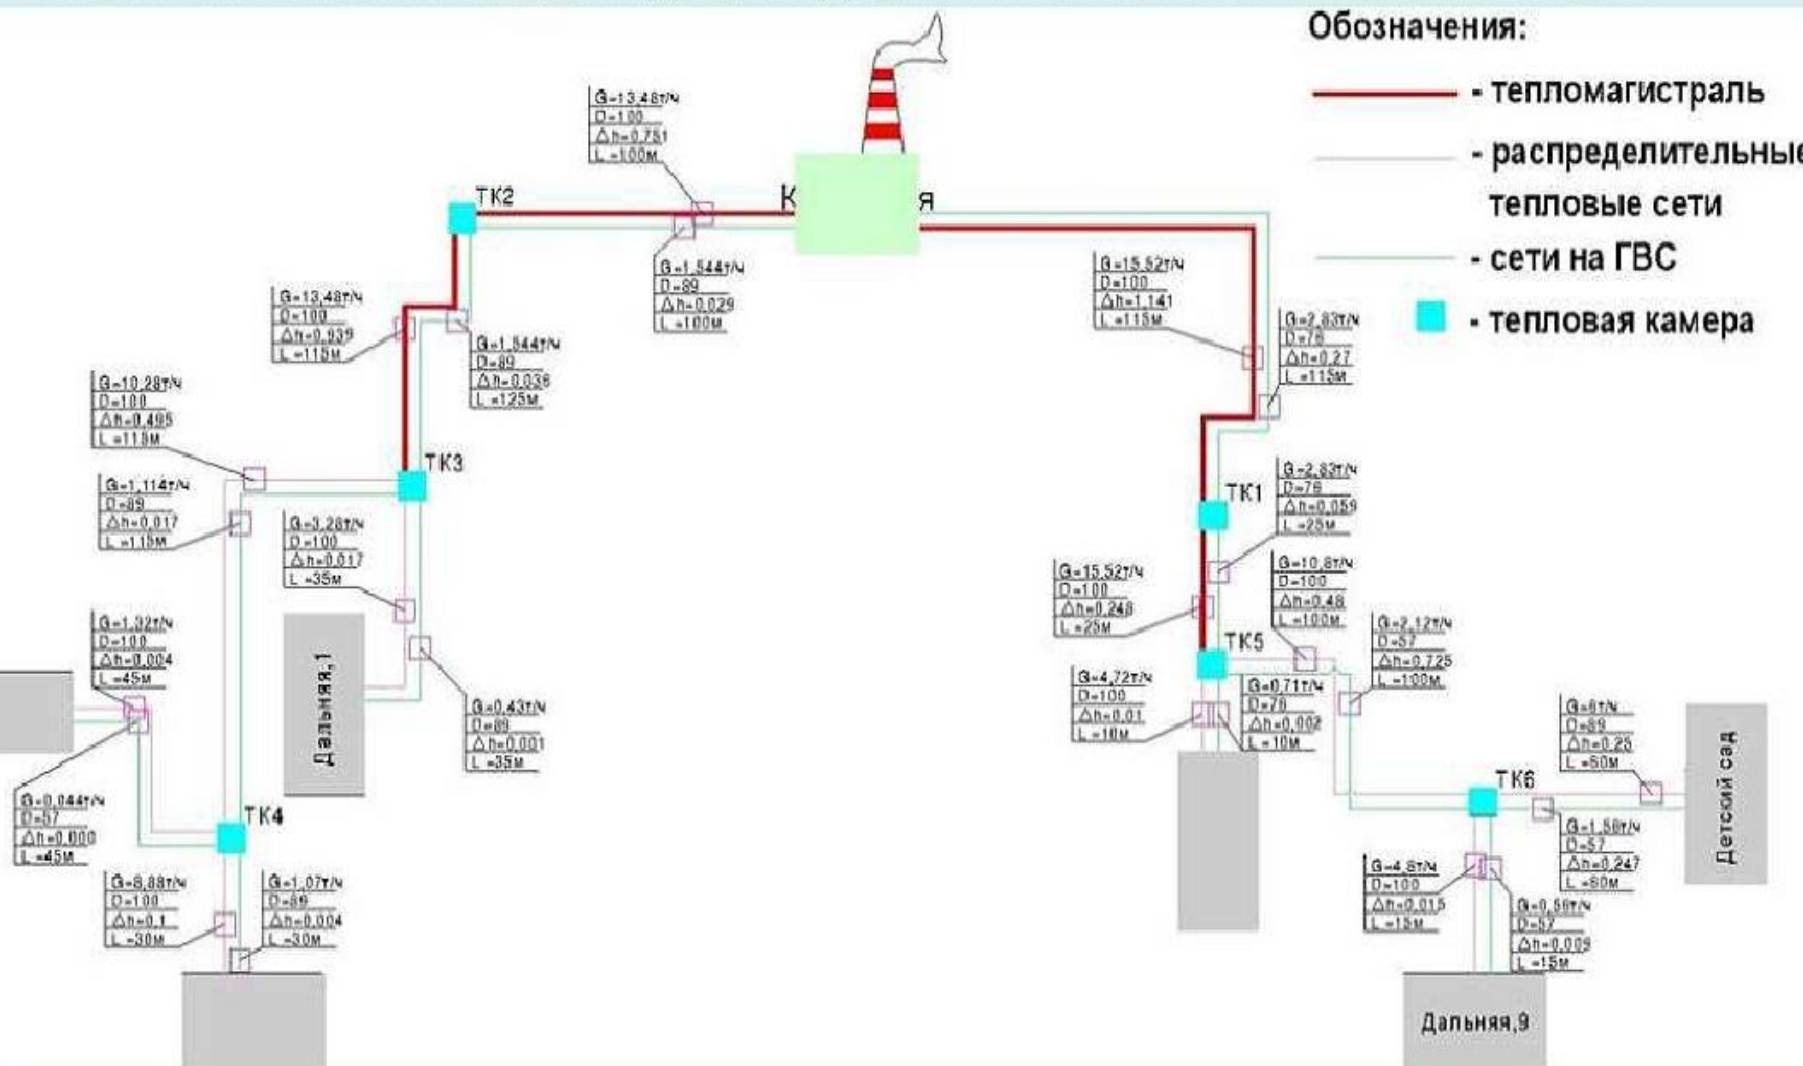 Обозначения:
- тепломагистраль
- распределительные
тепловые сети
- сети на ГВС
- тепловая камера
G=13,48т/ч
D=100
Δh=0,781
L=100м
К
я
ТК2
G=1,544т/ч
D=89
Δh=0,029
L=100м
G=15,52т/ч
D=100
Δh=1,141
L=115м
G=13,48т/ч
D=100
Δh=0,939
L=115м
G=2,83т/ч
D=76
Δh=0,27
L=115м
G=1,544т/ч
D=89
Δh=0,036
L=125м
G=10,28т/ч
D=100
Δh=0,495
L=115м
ТК3
G=1,114т/ч
D=89
Δh=0,017
L=115м
G=3,28т/ч
D=100
Δh=0,017
L=35м
G=2,83т/ч
D=76
Δh=0,059
L=25м
ТК1
G=15,52т/ч
D=100
Δh=0,248
L=25м
G=10,8т/ч
D=100
Δh=0,48
L=100м
G=1,32т/ч
D=100
Δh=0,004
L=45м
Дальняя,1
G=2,12т/ч
D=57
Δh=0,725
L=100м
ТК5
G=4,72т/ч
D=100
Δh=0,01
L=10м
G=0,71т/ч
D=76
Δh=0,002
L=10м
G=0,43т/ч
D=89
Δh=0,001
L=35м
G=6т/ч
D=89
Δh=0,25
L=60м
Детский сад
ТК6
G=0,044т/ч
D=57
Δh=0,000
L=45м
ТК4
G=1,56т/ч
D=57
Δh=0,247
L=60м
G=8,88т/ч
D=100
Δh=0,1
L=30м
G=1,07т/ч
D=89
Δh=0,004
L=30м
G=4,8т/ч
D=100
Δh=0,015
L=15м
G=0,56т/ч
D=57
Δh=0,009
L=15м
Дальняя,9